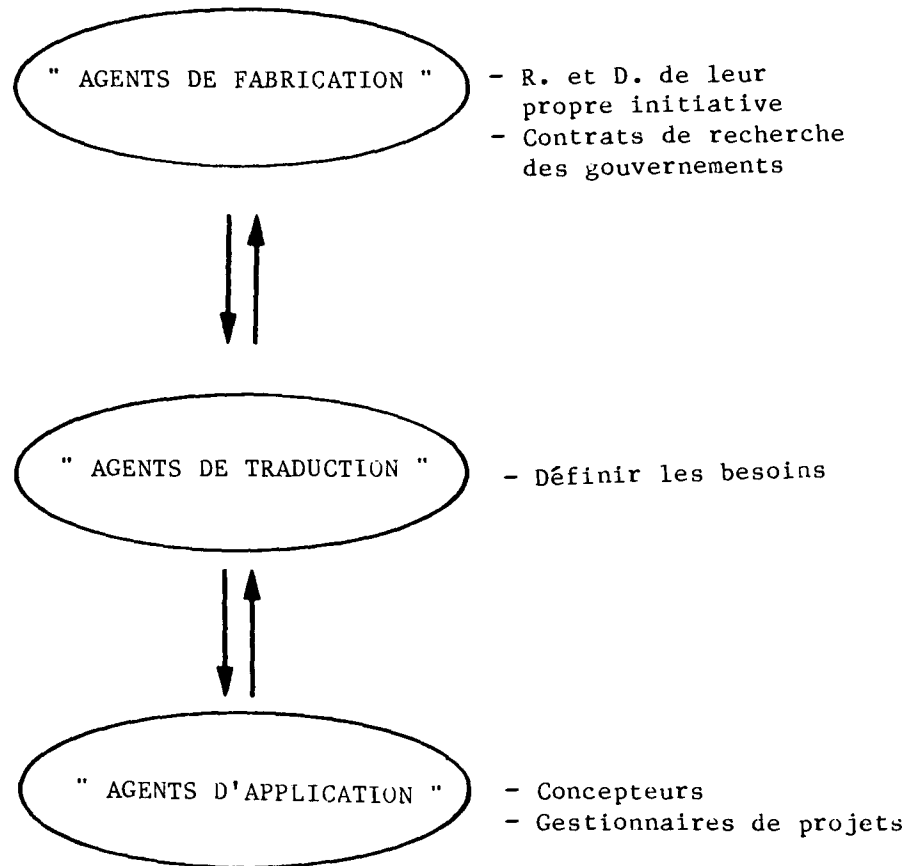 " AGENTS DE FABRICATION "
- R. et D. de leur
propre initiative
- Contrats de recherche
des gouvernements
" AGENTS DE TRADUCTION "
- Définir les besoins
" AGENTS D'APPLICATION "
- Concepteurs
- Gestionnaires de projets